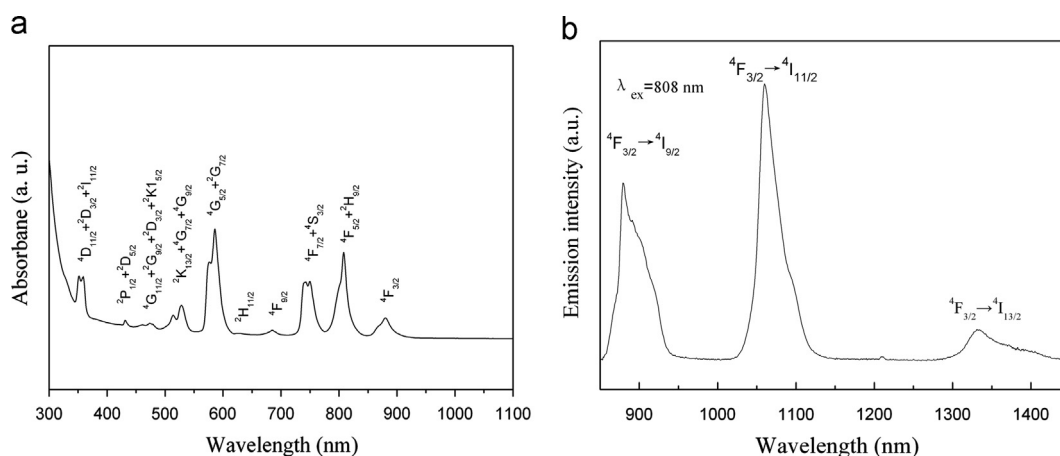 a
Absorbane (a. u.)
⁴D₁₁/₂+²D₃/₂+²I₁₁/₂
²P₁/₂+²D₅/₂
⁴G₁₁/₂+²G₉/₂+²D₃/₂+²K1₅/₂
²K₁₃/₂+⁴G₇/₂+⁴G₉/₂
⁴G₅/₂+²G₇/₂
²H₁₁/₂
⁴F₉/₂
⁴F₇/₂+⁴S₃/₂
⁴F₅/₂+²H₉/₂
⁴F₃/₂
300 400 500 600 700 800 900 1000 1100
Wavelength (nm)
b
Emission intensity (a.u.)
λ ex=808 nm
⁴F₃/₂→⁴I₉/₂
⁴F₃/₂→⁴I₁₁/₂
⁴F₃/₂→⁴I₁₃/₂
900 1000 1100 1200 1300 1400
Wavelength (nm)